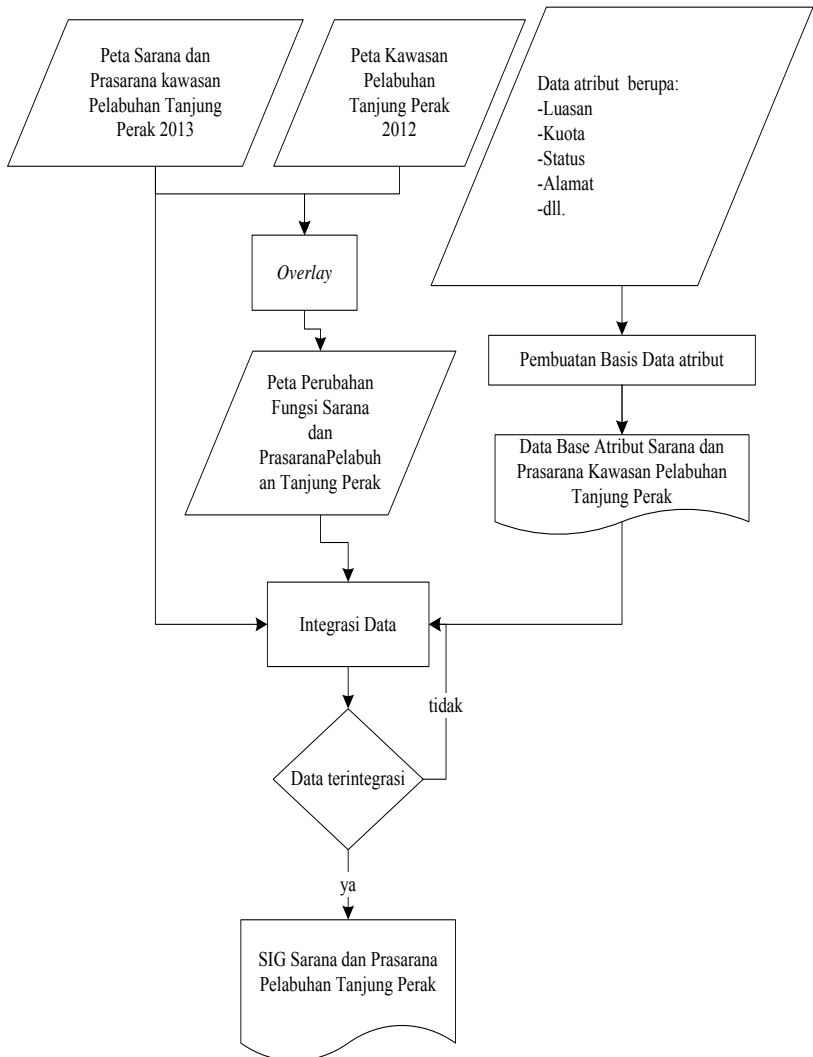 Peta Sarana dan
Prasarana kawasan
Pelabuhan Tanjung
Perak 2013
Peta Kawasan
Pelabuhan
Tanjung Perak
2012
Data atribut berupa:
-Luasan
-Kuota
-Status
-Alamat
-dll.
Overlay
Pembuatan Basis Data atribut
Peta Perubahan
Fungsi Sarana
dan
PrasaranaPelabuh
an Tanjung Perak
Data Base Atribut Sarana dan
Prasarana Kawasan Pelabuhan
Tanjung Perak
Integrasi Data
tidak
Data terintegrasi
ya
SIG Sarana dan Prasarana
Pelabuhan Tanjung Perak